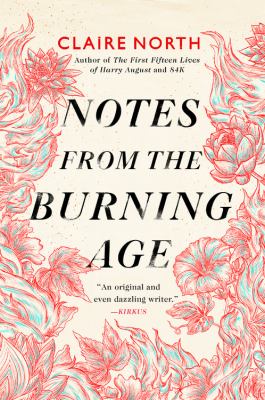 CLAIRE NORTH
Author of The First Fifteen Lives
of Harry August and 84K
NOTES
FROM THE
BURNING
AGE
“An original and
even dazzling writer.”
—KIRKUS